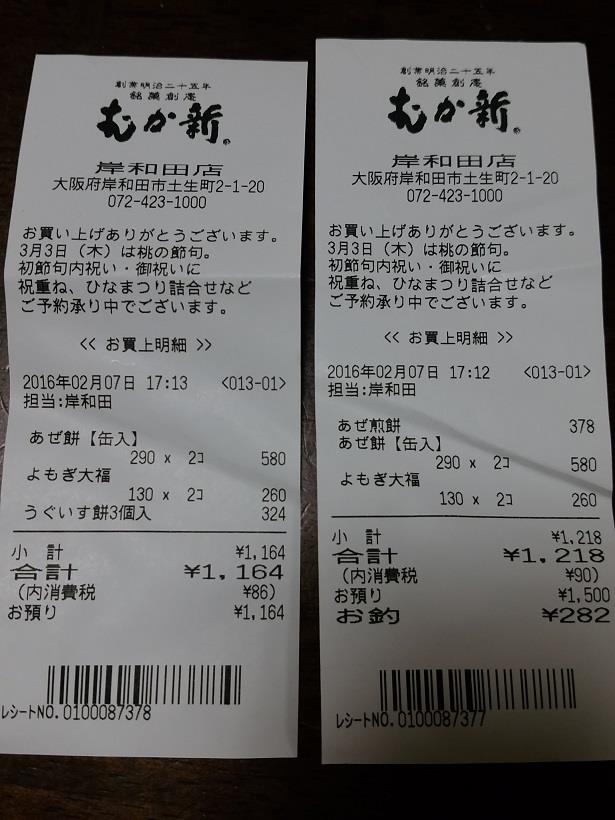 創業明治二十五年
銘菓創庵
むか新
岸和田店
大阪府岸和田市土生町2-1-20
072-423-1000
お買い上げありがとうございます。
3月3日（木）は桃の節句。
初節句内祝い・御祝いに
祝重ね、ひなまつり詰合せなど
ご予約承り中でございます。
<< お買上明細 >>
2016年02月07日 17:13 <013-01>
担当:岸和田
あぜ餅【缶入】
290 x 2ｺ 580
よもぎ大福
130 x 2ｺ 260
うぐいす餅3個入 324
小 計 ¥1,164
合計 ¥1,164
(内消費税 ¥86)
お預り ¥1,164
ﾚｼｰﾄNO. 0100087378
創業明治二十五年
銘菓創庵
むか新
岸和田店
大阪府岸和田市土生町2-1-20
072-423-1000
お買い上げありがとうございます。
3月3日（木）は桃の節句。
初節句内祝い・御祝いに
祝重ね、ひなまつり詰合せなど
ご予約承り中でございます。
<< お買上明細 >>
2016年02月07日 17:12 <013-01>
担当:岸和田
あぜ煎餅 378
あぜ餅【缶入】
290 x 2ｺ 580
よもぎ大福
130 x 2ｺ 260
小 計 ¥1,218
合計 ¥1,218
(内消費税 ¥90)
お預り ¥1,500
お釣 ¥282
ﾚｼｰﾄNO. 0100087377